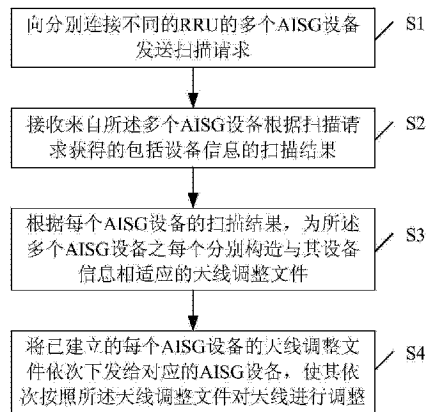 向分别连接不同的RRU的多个AISG设备
发送扫描请求
S1
接收来自所述多个AISG设备根据扫描请
求获得的包括设备信息的扫描结果
S2
根据每个AISG设备的扫描结果，为所述
多个AISG设备之每个分别构造与其设备
信息相适应的天线调整文件
S3
将已建立的每个AISG设备的天线调整文
件依次下发给对应的AISG设备，使其依
次按照所述天线调整文件对天线进行调整
S4